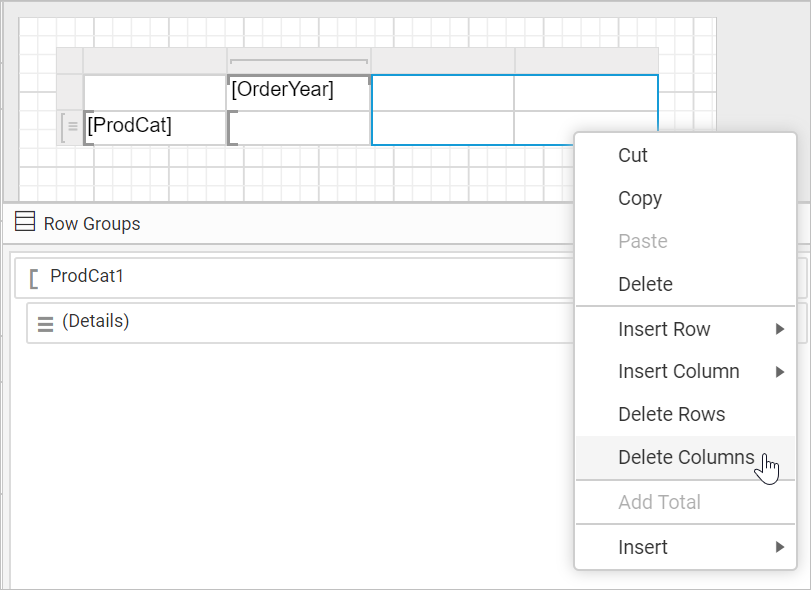 [OrderYear]
[ProdCat]
Row Groups
ProdCat1
(Details)
Cut
Copy
Paste
Delete
Insert Row
Insert Column
Delete Rows
Delete Columns
Add Total
Insert